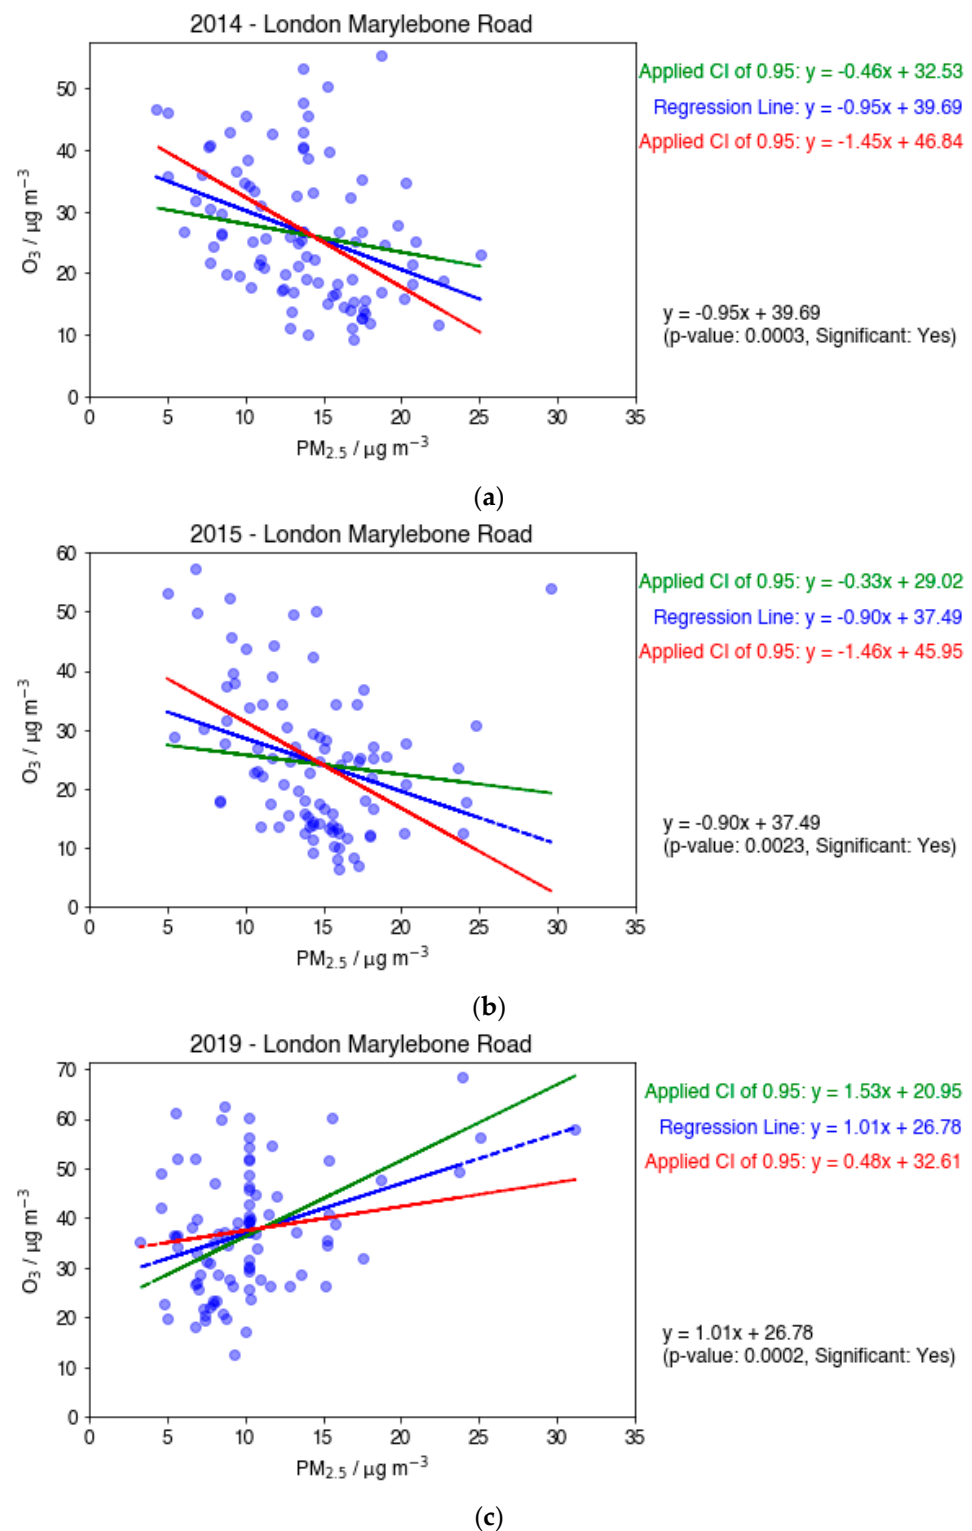 2014 - London Marylebone Road
Applied CI of 0.95: y = -0.46x + 32.53
Regression Line: y = -0.95x + 39.69
Applied CI of 0.95: y = -1.45x + 46.84
50
40
30
20
10
0
O₃ / μg m⁻³
y = -0.95x + 39.69
(p-value: 0.0003, Significant: Yes)
0 5 10 15 20 25 30 35
PM₂.₅ / μg m⁻³
(a)
2015 - London Marylebone Road
Applied CI of 0.95: y = -0.33x + 29.02
Regression Line: y = -0.90x + 37.49
Applied CI of 0.95: y = -1.46x + 45.95
60
50
40
30
20
10
0
O₃ / μg m⁻³
y = -0.90x + 37.49
(p-value: 0.0023, Significant: Yes)
0 5 10 15 20 25 30 35
PM₂.₅ / μg m⁻³
(b)
2019 - London Marylebone Road
Applied CI of 0.95: y = 1.53x + 20.95
Regression Line: y = 1.01x + 26.78
Applied CI of 0.95: y = 0.48x + 32.61
70
60
50
40
30
20
10
0
O₃ / μg m⁻³
y = 1.01x + 26.78
(p-value: 0.0002, Significant: Yes)
0 5 10 15 20 25 30 35
PM₂.₅ / μg m⁻³
(c)